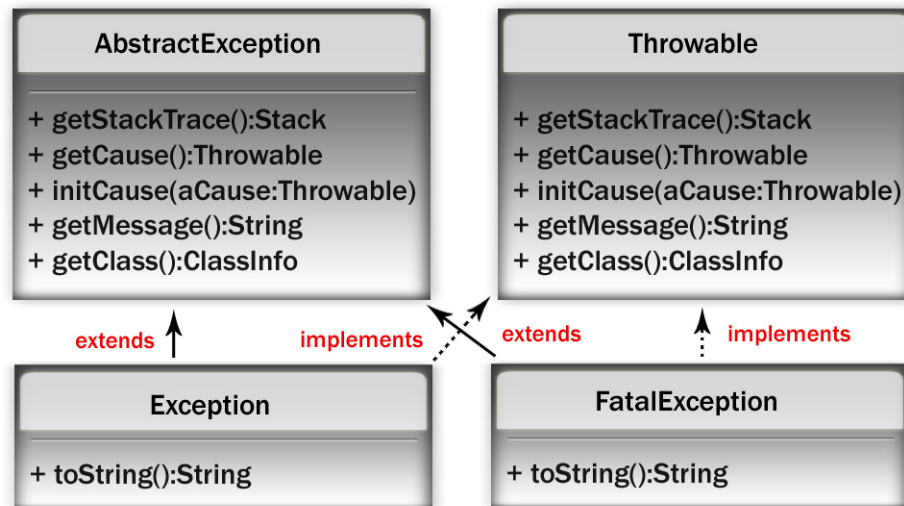 AbstractException
+ getStackTrace():Stack
+ getCause():Throwable
+ initCause(aCause:Throwable)
+ getMessage():String
+ getClass():ClassInfo
Throwable
+ getStackTrace():Stack
+ getCause():Throwable
+ initCause(aCause:Throwable)
+ getMessage():String
+ getClass():ClassInfo
extends
implements
extends
implements
Exception
+ toString():String
FatalException
+ toString():String